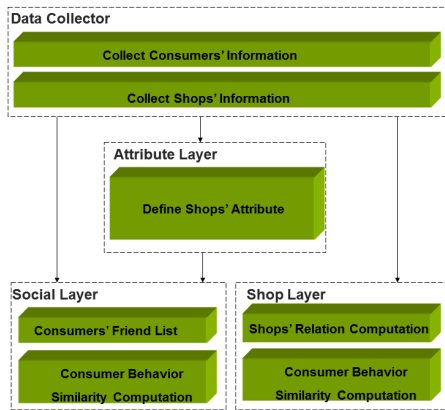 Data Collector
Collect Consumers' Information
Collect Shops' Information
Attribute Layer
Define Shops' Attribute
Social Layer
Consumers' Friend List
Consumer Behavior
Similarity Computation
Shop Layer
Shops' Relation Computation
Consumer Behavior
Similarity Computation